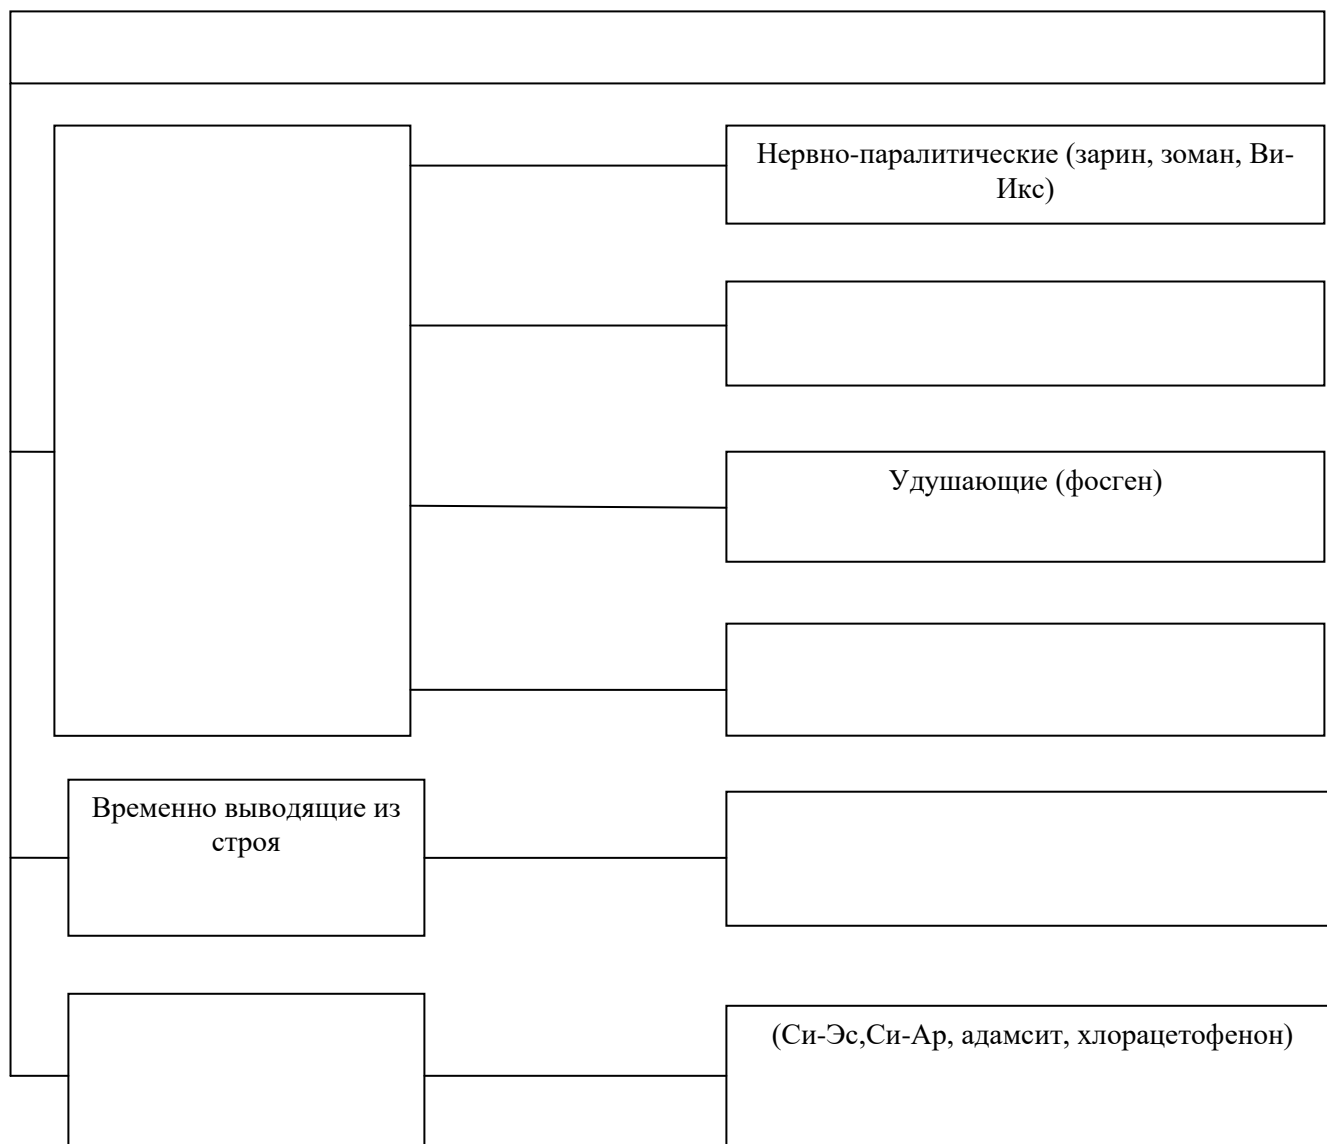 Нервно-паралитические (зарин, зоман, Ви-
Икс)
Удушающие (фосген)
Временно выводящие из
строя
(Си-Эс,Си-Ар, адамсит, хлорацетофенон)